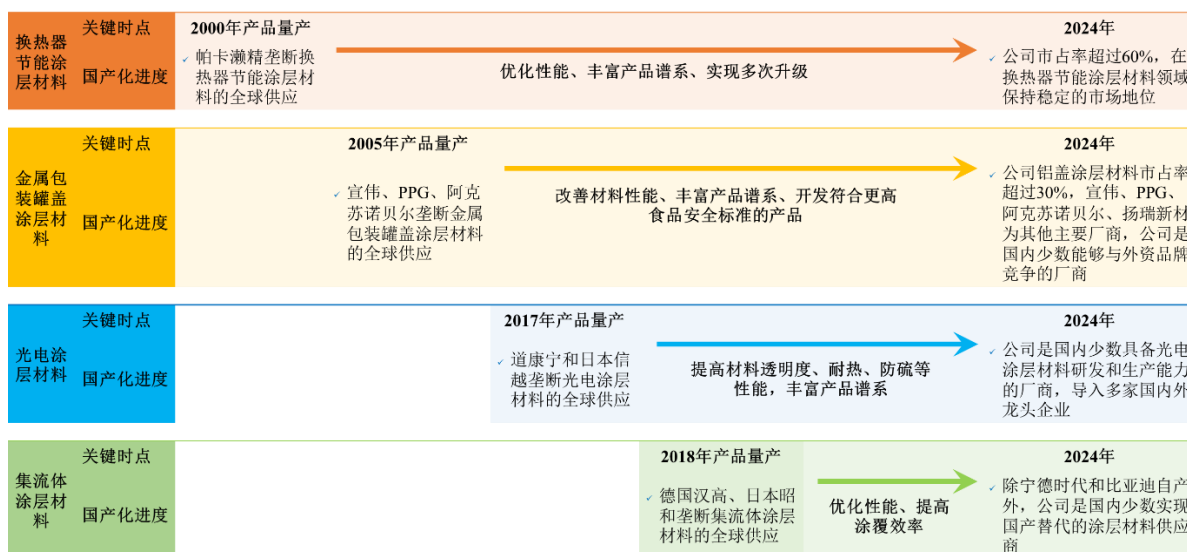 换热器
节能涂
层材料
关键时点
国产化进度
2000年产品量产
✓ 帕卡濑精垄断换
热器节能涂层材
料的全球供应
优化性能、丰富产品谱系、实现多次升级
2024年
✓ 公司市占率超过60%，在
换热器节能涂层材料领域
保持稳定的市场地位
金属包
装罐盖
涂层材
料
关键时点
国产化进度
2005年产品量产
✓ 宣伟、PPG、阿克
苏诺贝尔垄断金属
包装罐盖涂层材料
的全球供应
改善材料性能、丰富产品谱系、开发符合更高
食品安全标准的产品
2024年
✓ 公司铝盖涂层材料市占率
超过30%，宣伟、PPG、
阿克苏诺贝尔、扬瑞新材
为其他主要厂商，公司是
国内少数能够与外资品牌
竞争的厂商
光电涂
层材料
关键时点
国产化进度
2017年产品量产
✓ 道康宁和日本信
越垄断光电涂层
材料的全球供应
提高材料透明度、耐热、防硫等
性能，丰富产品谱系
2024年
✓ 公司是国内少数具备光电
涂层材料研发和生产能力
的厂商，导入多家国内外
龙头企业
集流体
涂层材
料
关键时点
国产化进度
2018年产品量产
✓ 德国汉高、日本昭
和垄断集流体涂层
材料的全球供应
优化性能、提高
涂覆效率
2024年
✓ 除宁德时代和比亚迪自产
外，公司是国内少数实现
国产替代的涂层材料供应
商